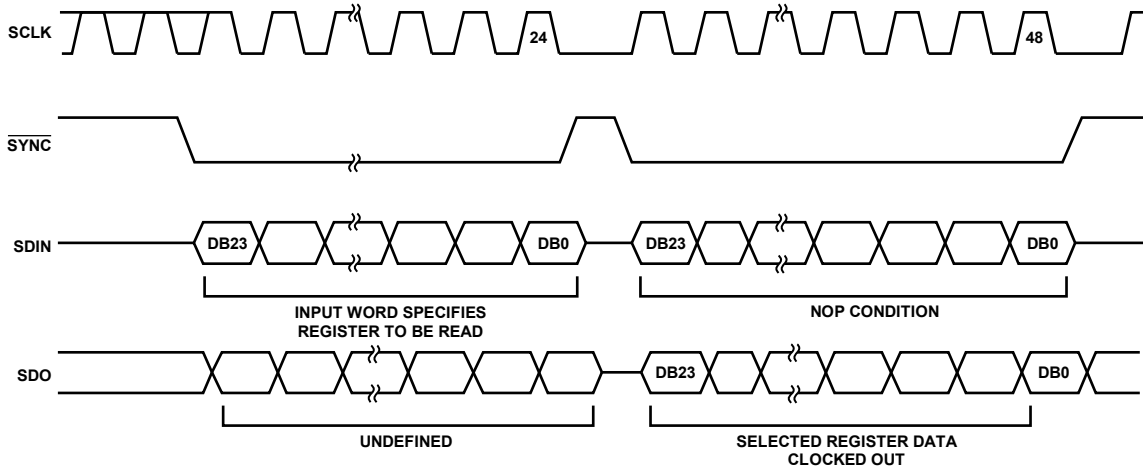 SCLK
24
48
SYNC
SDIN
DB23
DB0
DB23
DB0
INPUT WORD SPECIFIES
REGISTER TO BE READ
NOP CONDITION
SDO
DB23
DB0
UNDEFINED
SELECTED REGISTER DATA
CLOCKED OUT